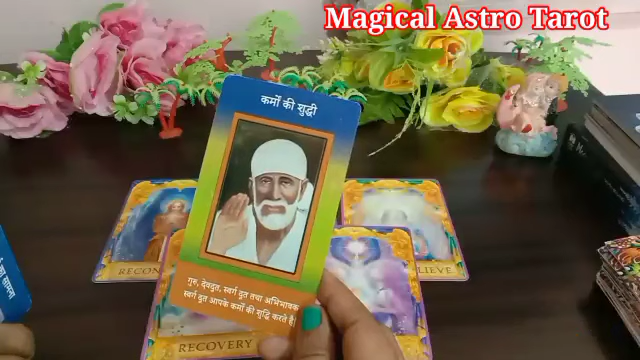 Magical Astro Tarot
कर्मो की शुद्धी
गुरु, देवदुत, स्वर्ग दुत तथा अभिभावक
स्वर्ग दुत आपके कर्मों की शुद्धि करते है।
RECON
LIEVE
RECOVERY